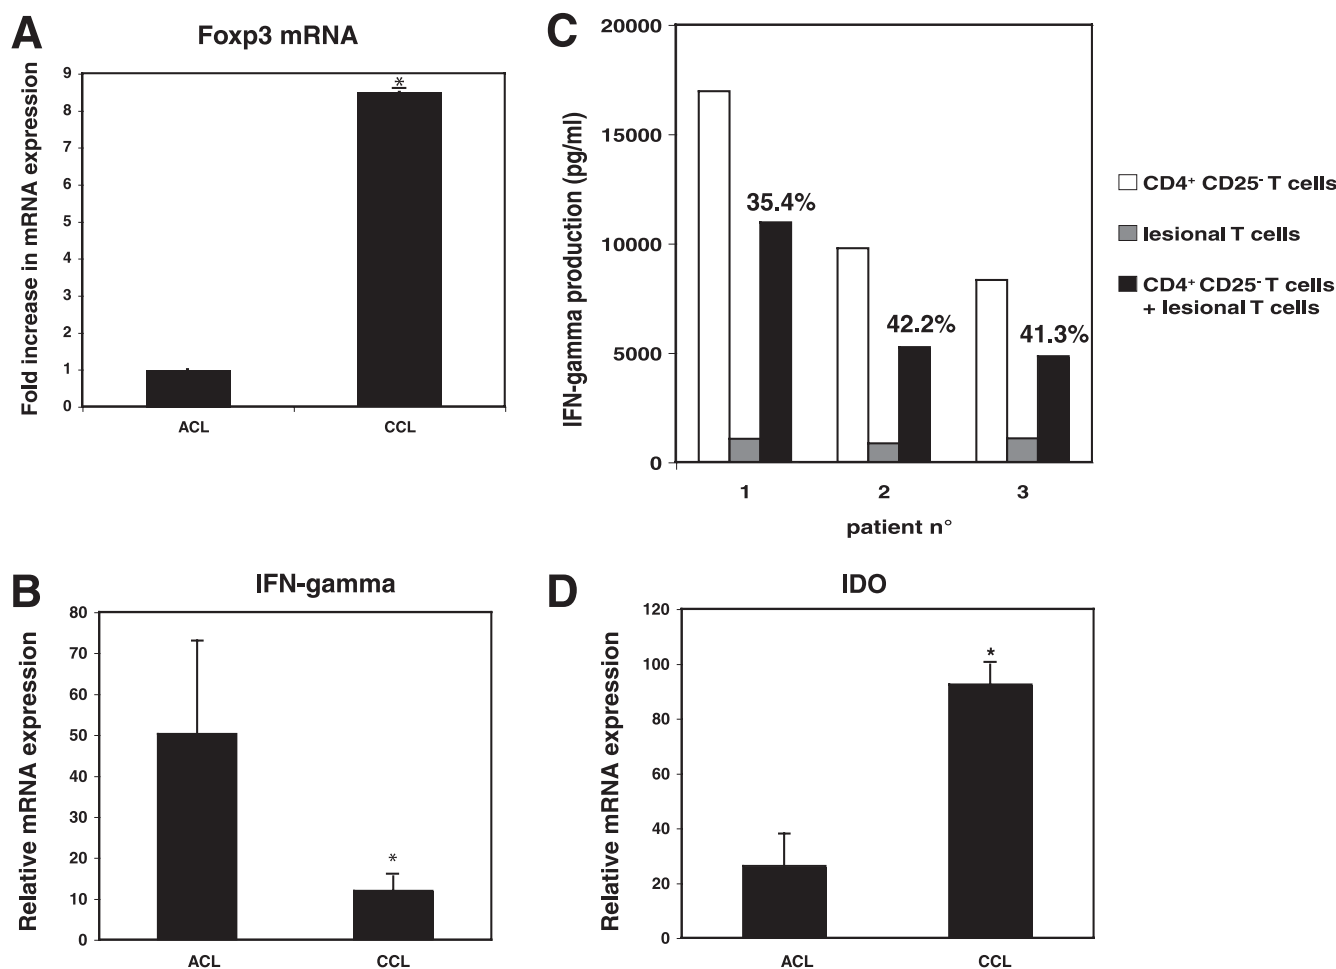 A
Foxp3 mRNA
Fold increase in mRNA expression
9
8
7
6
5
4
3
2
1
0
*
ACL
CCL
C
IFN-gamma production (pg/ml)
20000
15000
10000
5000
0
35.4%
42.2%
41.3%
1
2
3
patient n°
CD4+ CD25- T cells
lesional T cells
CD4+ CD25- T cells
+ lesional T cells
B
IFN-gamma
Relative mRNA expression
80
70
60
50
40
30
20
10
0
*
ACL
CCL
D
IDO
Relative mRNA expression
120
100
80
60
40
20
0
*
ACL
CCL